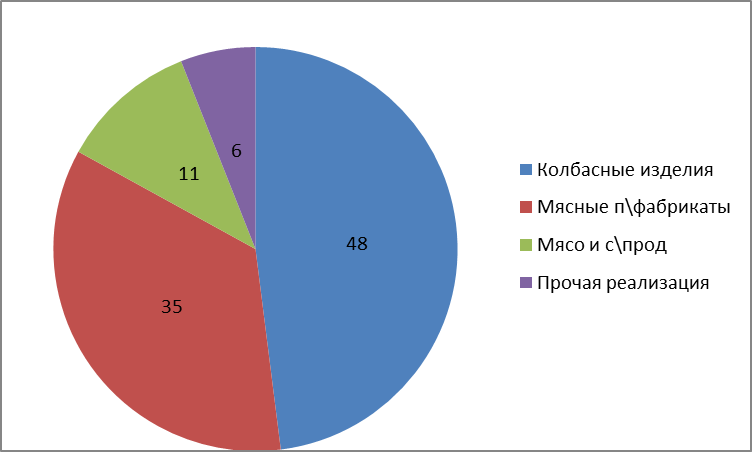 6
11
48
35
Колбасные изделия
Мясные п\фабрикаты
Мясо и с\прод
Прочая реализация